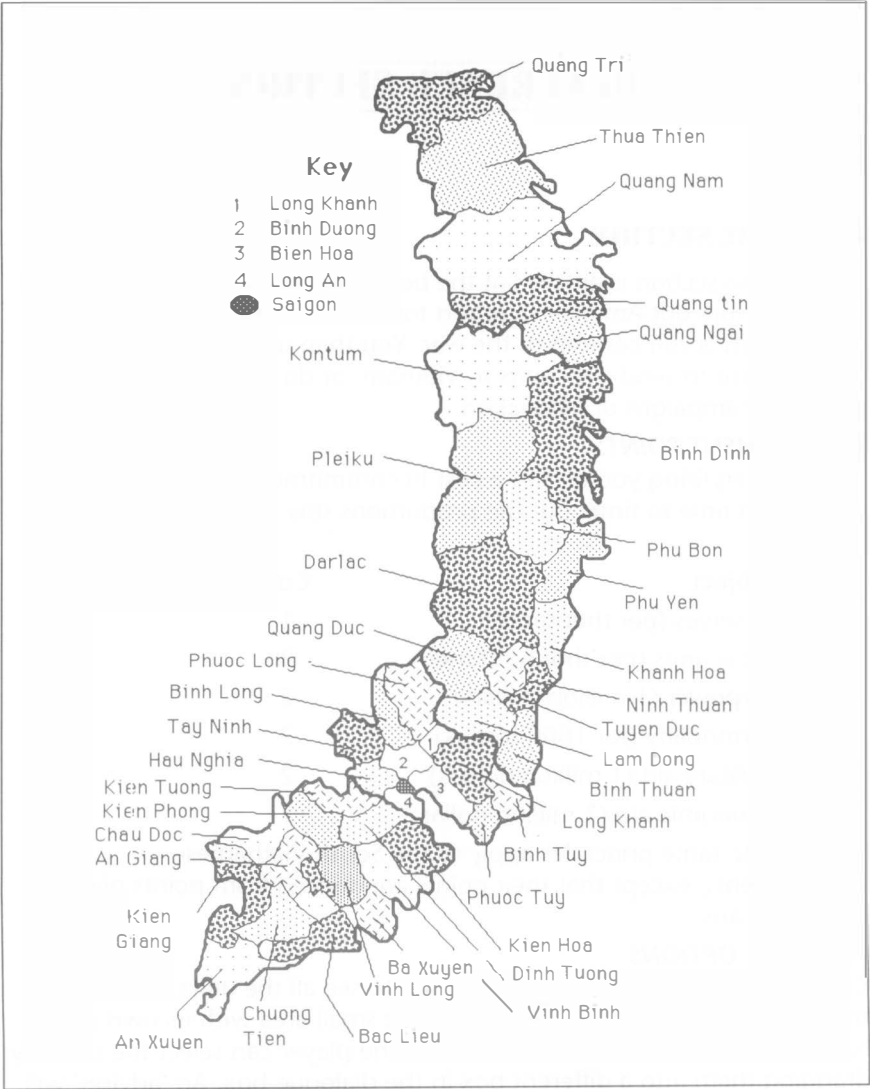 Quang Tri
Thua Thien
Key
Quang Nam
1 Long Khanh
2 Binh Duong
3 Bien Hoa
4 Long An
Saigon
Quang tin
Quang Ngai
Kontum
Binh Dinh
Pleiku
Phu Bon
Darlac
Phu Yen
Quang Duc
Phuoc Long
Khanh Hoa
Binh Long
Ninh Thuan
Tay Ninh
Tuyen Duc
1
Hau Nghia
Lam Dong
2
Kien Tuong
3
Binh Thuan
4
Kien Phong
Long Khanh
Chau Doc
An Giang
Binh Tuy
Phuoc Tuy
Kien
Giang
Kien Hoa
Ba Xuyen
Dinh Tuong
Vinh Long
Vinh Binh
Chuong
Tien
An Xuyen
Bac Lieu